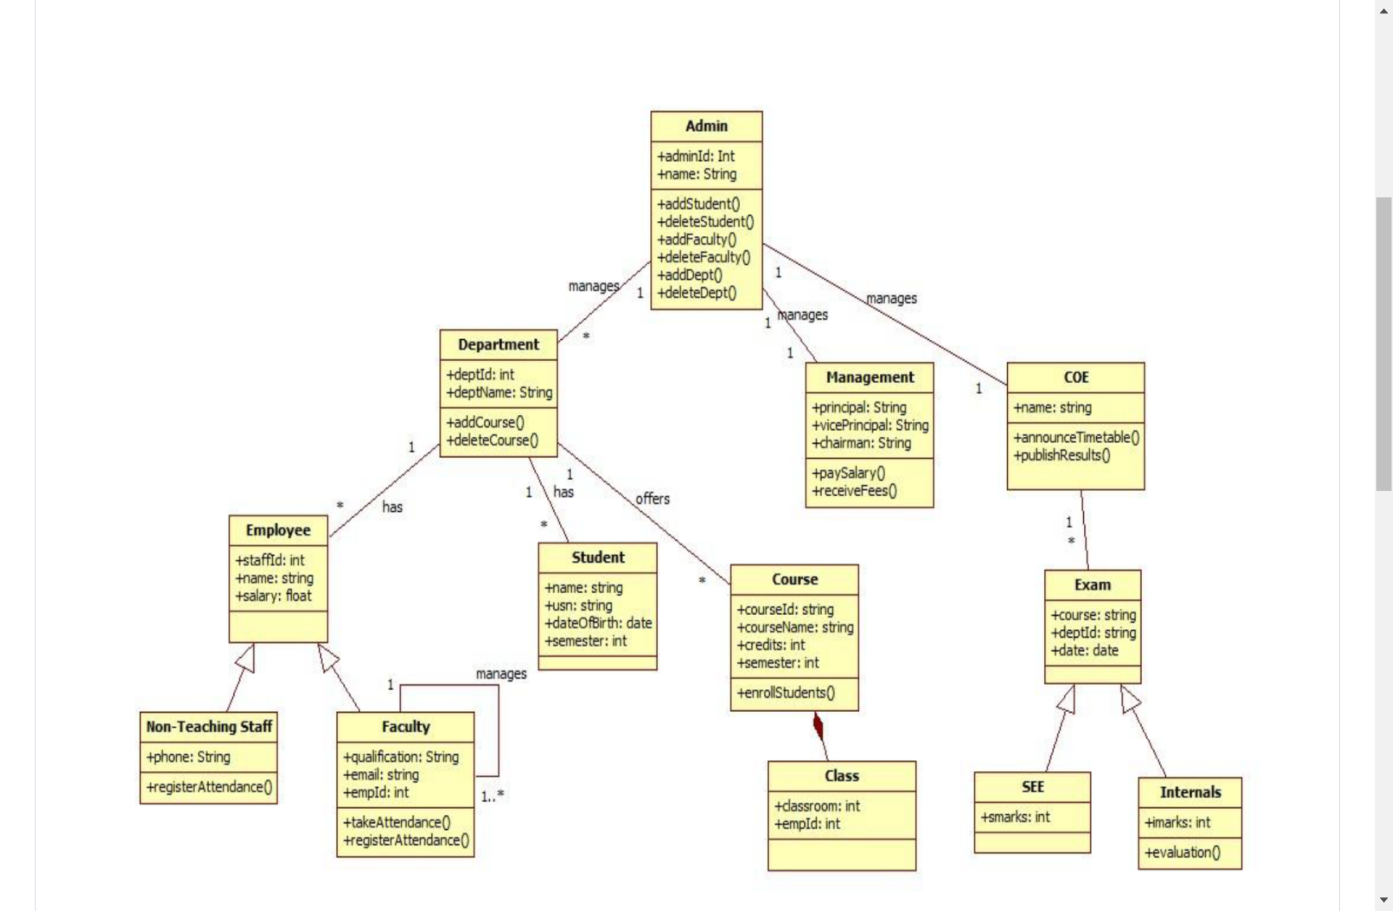 Admin
+adminId: Int
+name: String
+addStudent()
+deleteStudent()
+addFaculty()
+deleteFaculty()
+addDept()
+deleteDept()
manages
1
*
1
manages
1
1
manages
1
Department
+deptId: int
+deptName: String
+addCourse()
+deleteCourse()
Management
+principal: String
+vicePrincipal: String
+chairman: String
+paySalary()
+receiveFees()
COE
+name: string
+announceTimetable()
+publishResults()
1
*
has
1
has
*
1
offers
*
1
*
Employee
+staffId: int
+name: string
+salary: float
Student
+name: string
+usn: string
+dateOfBirth: date
+semester: int
Course
+courseId: string
+courseName: string
+credits: int
+semester: int
+enrollStudents()
Exam
+course: string
+deptId: string
+date: date
manages
1
1..*
Non-Teaching Staff
+phone: String
+registerAttendance()
Faculty
+qualification: String
+email: string
+empId: int
+takeAttendance()
+registerAttendance()
Class
+classroom: int
+empId: int
SEE
+smarks: int
Internals
+imarks: int
+evaluation()